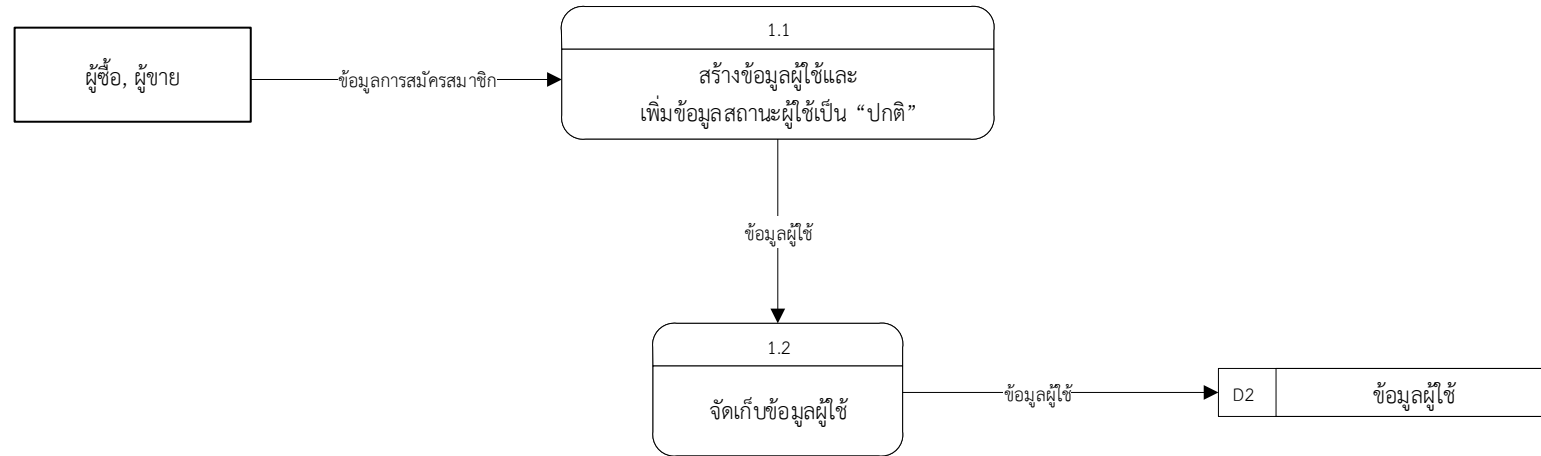 1.1
ผู้ซื้อ, ผู้ขาย
ข้อมูลการสมัครสมาชิก
สร้างข้อมูลผู้ใช้และ
เพิ่มข้อมูลสถานะผู้ใช้เป็น “ปกติ”
ข้อมูลผู้ใช้
1.2
จัดเก็บข้อมูลผู้ใช้
ข้อมูลผู้ใช้
D2
ข้อมูลผู้ใช้